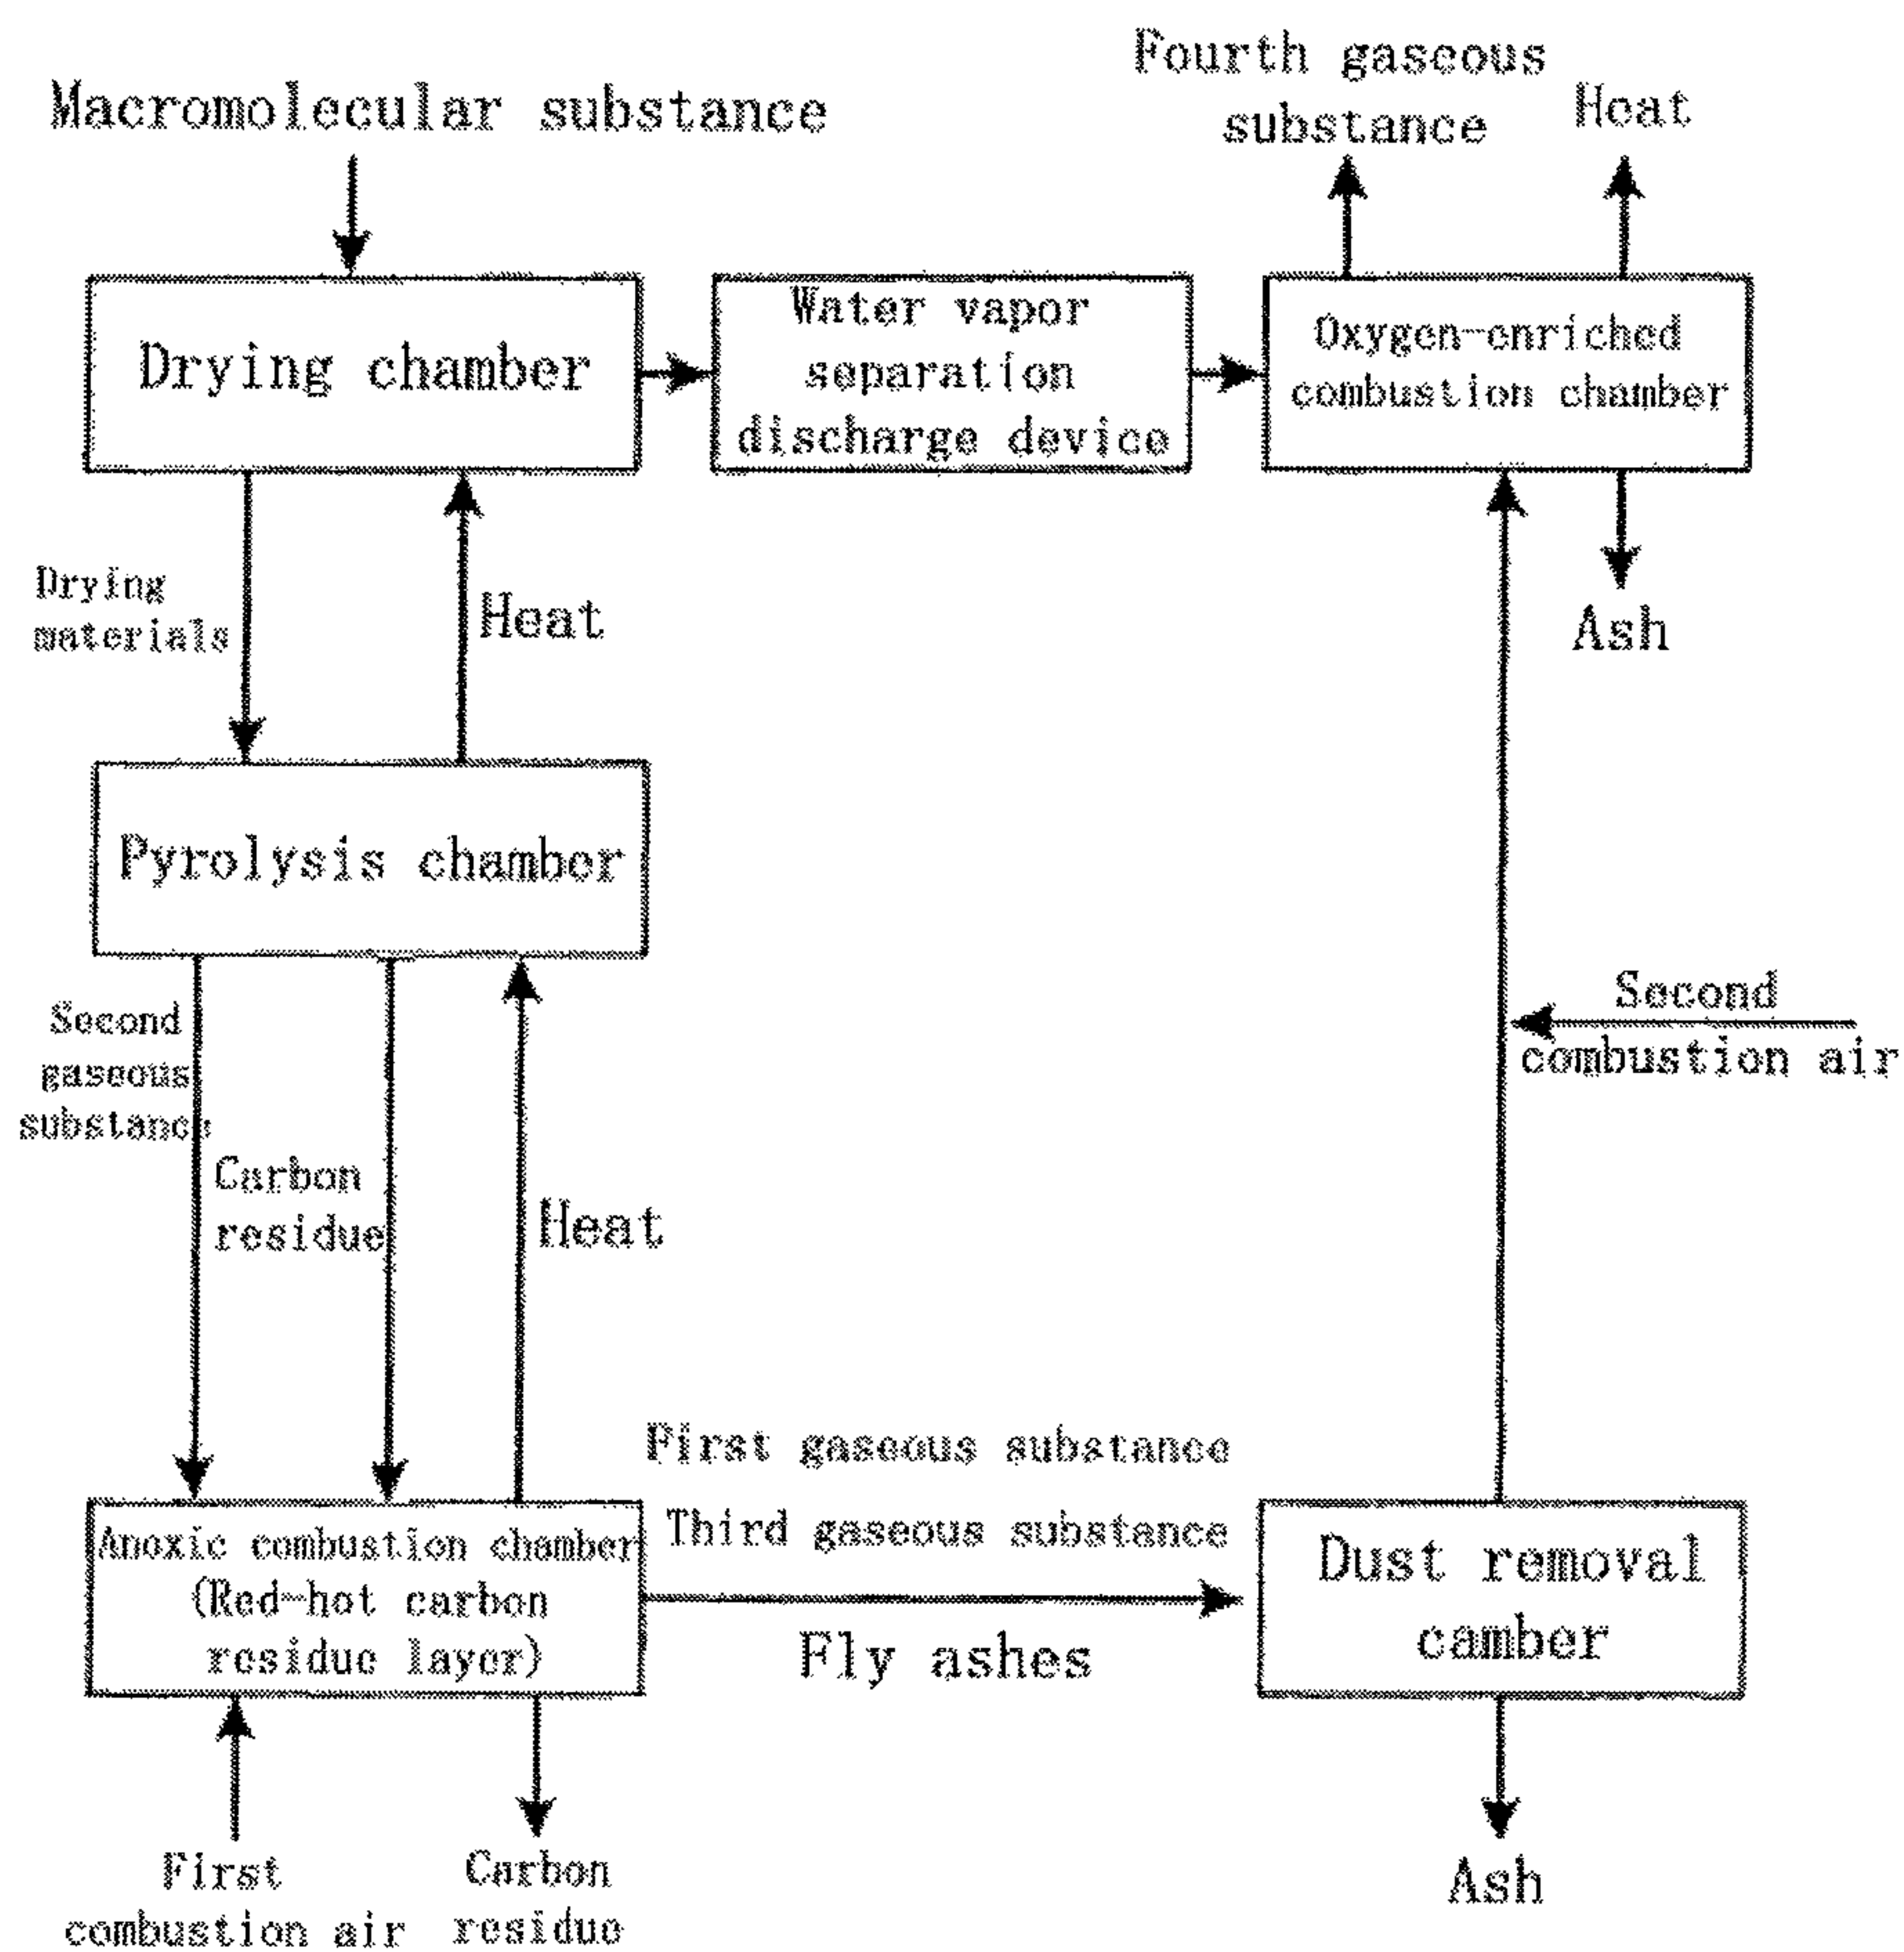 Fourth gaseous
substance
Heat
Macromolecular substance
Drying chamber
Water vapor
separation
discharge device
Oxygen-enriched
combustion chamber
Drying
materials
Heat
Ash
Pyrolysis chamber
Second
gaseous
substance
Carbon
residue
Heat
Second
combustion air
First gaseous substance
Third gaseous substance
Fly ashes
Anoxic combustion chamber
(Red-hot carbon
residue layer)
Dust removal
camber
First
combustion air
Carbon
residue
Ash